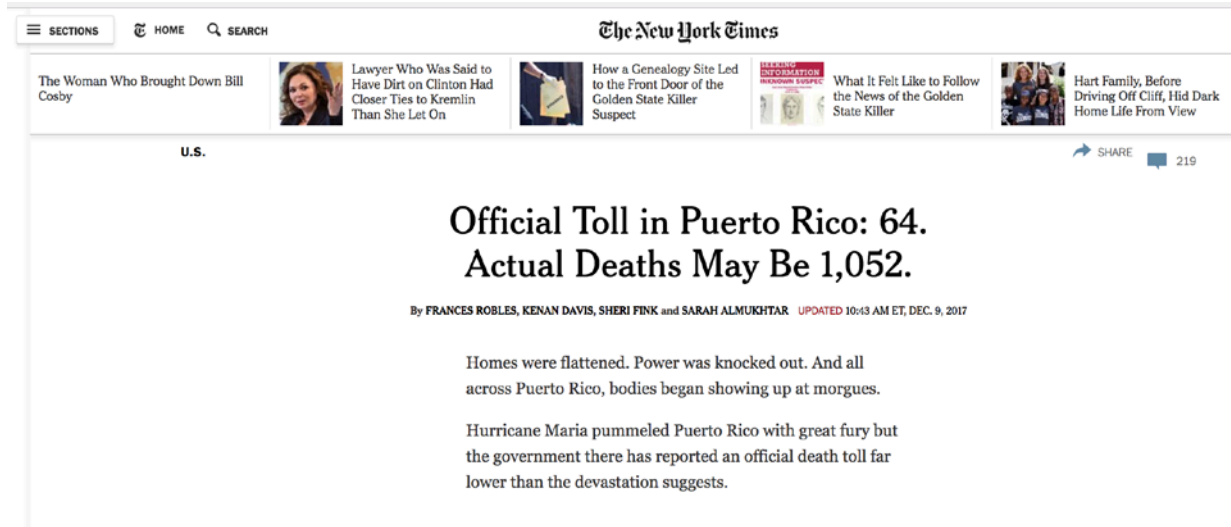 SECTIONS HOME SEARCH The New York Times
The Woman Who Brought Down Bill
Cosby
Lawyer Who Was Said to
Have Dirt on Clinton Had
Closer Ties to Kremlin
Than She Let On
How a Genealogy Site Led
to the Front Door of the
Golden State Killer
Suspect
SEEKING
INFORMATION
UNKNOWN SUSPECT
What It Felt Like to Follow
the News of the Golden
State Killer
Hart Family, Before
Driving Off Cliff, Hid Dark
Home Life From View
U.S.
SHARE 219
Official Toll in Puerto Rico: 64.
Actual Deaths May Be 1,052.
By FRANCES ROBLES, KENAN DAVIS, SHERI FINK and SARAH ALMUKHTAR UPDATED 10:43 AM ET, DEC. 9, 2017
Homes were flattened. Power was knocked out. And all
across Puerto Rico, bodies began showing up at morgues.
Hurricane Maria pummeled Puerto Rico with great fury but
the government there has reported an official death toll far
lower than the devastation suggests.